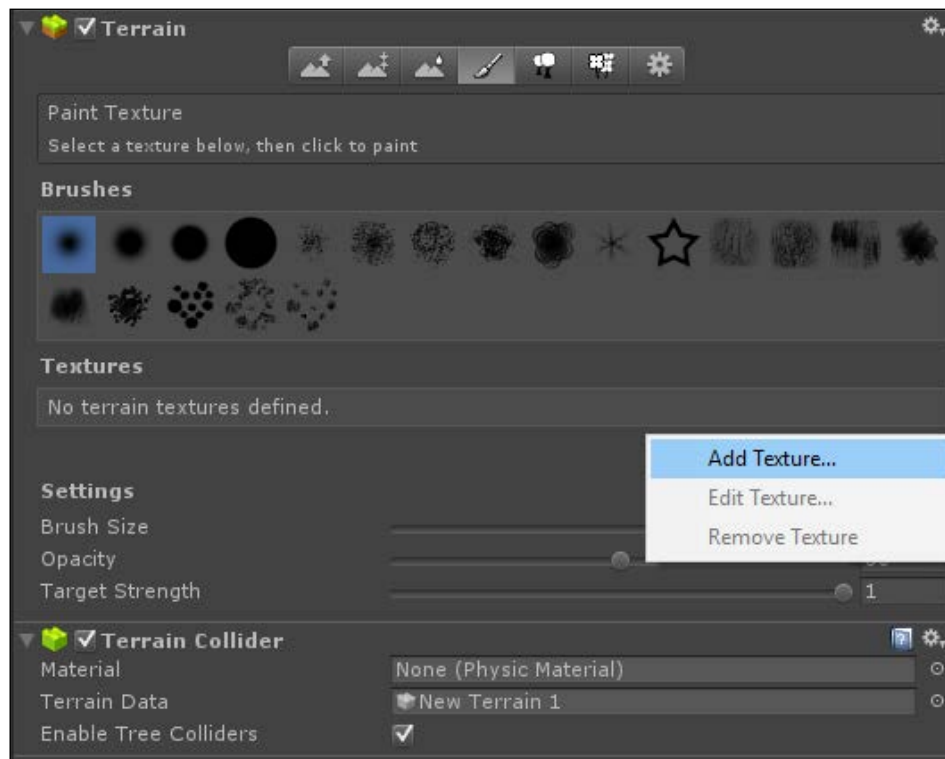 Terrain
Paint Texture
Select a texture below, then click to paint
Brushes
Textures
No terrain textures defined.
Add Texture...
Edit Texture...
Remove Texture
Settings
Brush Size
Opacity
Target Strength
1
Terrain Collider
Material
None (Physic Material)
Terrain Data
New Terrain 1
Enable Tree Colliders